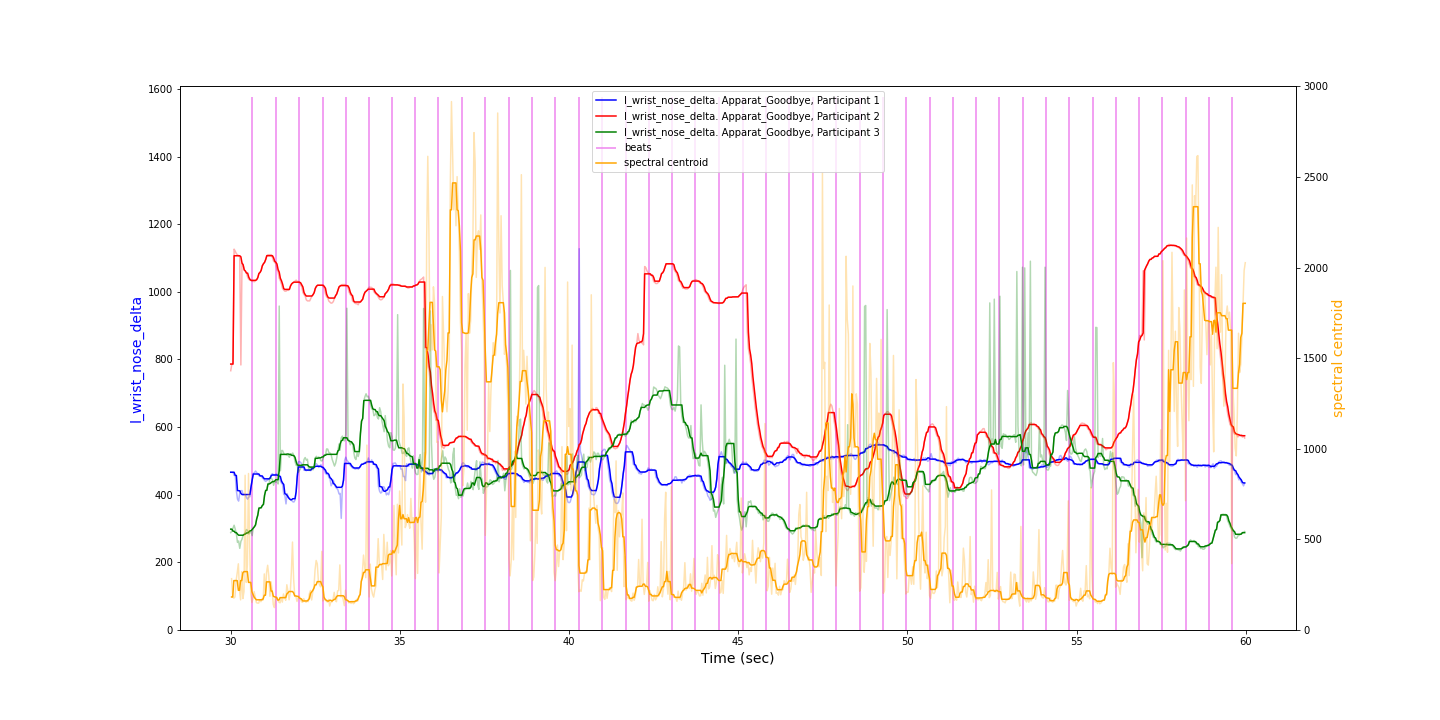 l_wrist_nose_delta. Apparat_Goodbye, Participant 1
l_wrist_nose_delta. Apparat_Goodbye, Participant 2
l_wrist_nose_delta. Apparat_Goodbye, Participant 3
beats
spectral centroid
l_wrist_nose_delta
1600
1400
1200
1000
800
600
400
200
0
3000
2500
2000
1500
1000
500
0
spectral centroid
30
35
40
45
50
55
60
Time (sec)